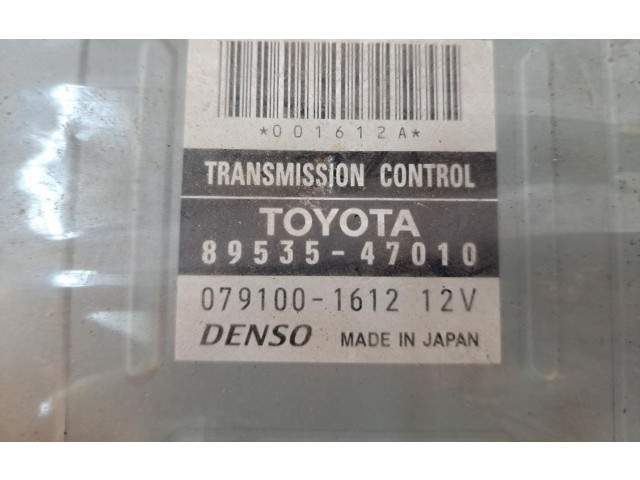 *001612A*
TRANSMISSION CONTROL
TOYOTA
89535-47010
079100-1612 12V
DENSO MADE IN JAPAN